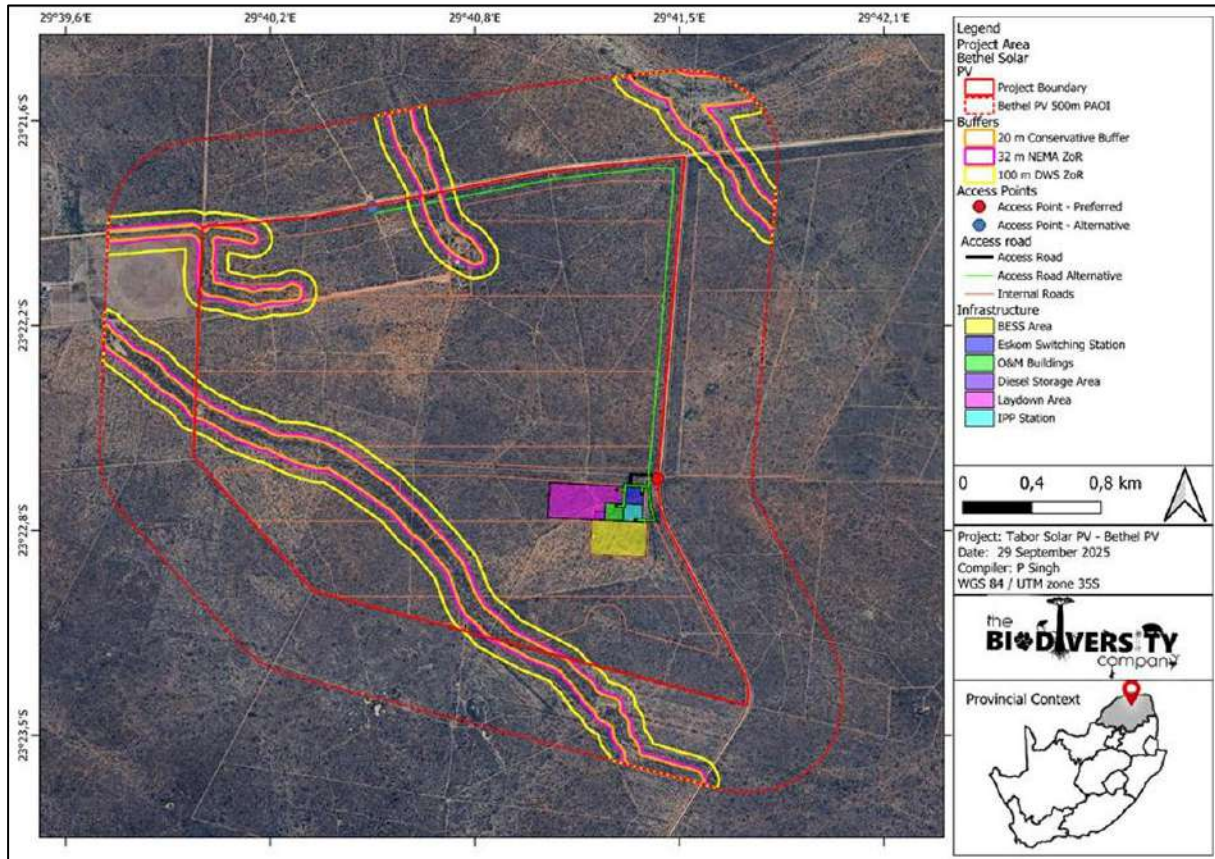 29°39,6'E
29°40,2'E
29°40,8'E
29°41,5'E
29°42,1'E
23°21,6'S
23°22,2'S
23°22,8'S
23°23,5'S
Legend
Project Area
Bethel Solar
PV
Project Boundary
Bethel PV 500m PAOI
Buffers
20 m Conservative Buffer
32 m NEMA ZoR
100 m DWS ZoR
Access Points
Access Point - Preferred
Access Point - Alternative
Access road
Access Road
Access Road Alternative
Internal Roads
Infrastructure
BESS Area
Eskom Switching Station
O&M Buildings
Diesel Storage Area
Laydown Area
IPP Station
0 0,4 0,8 km
Project: Tabor Solar PV - Bethel PV
Date: 29 September 2025
Compiler: P Singh
WGS 84 / UTM zone 35S
the
BIODIVERSITY
company
Provincial Context